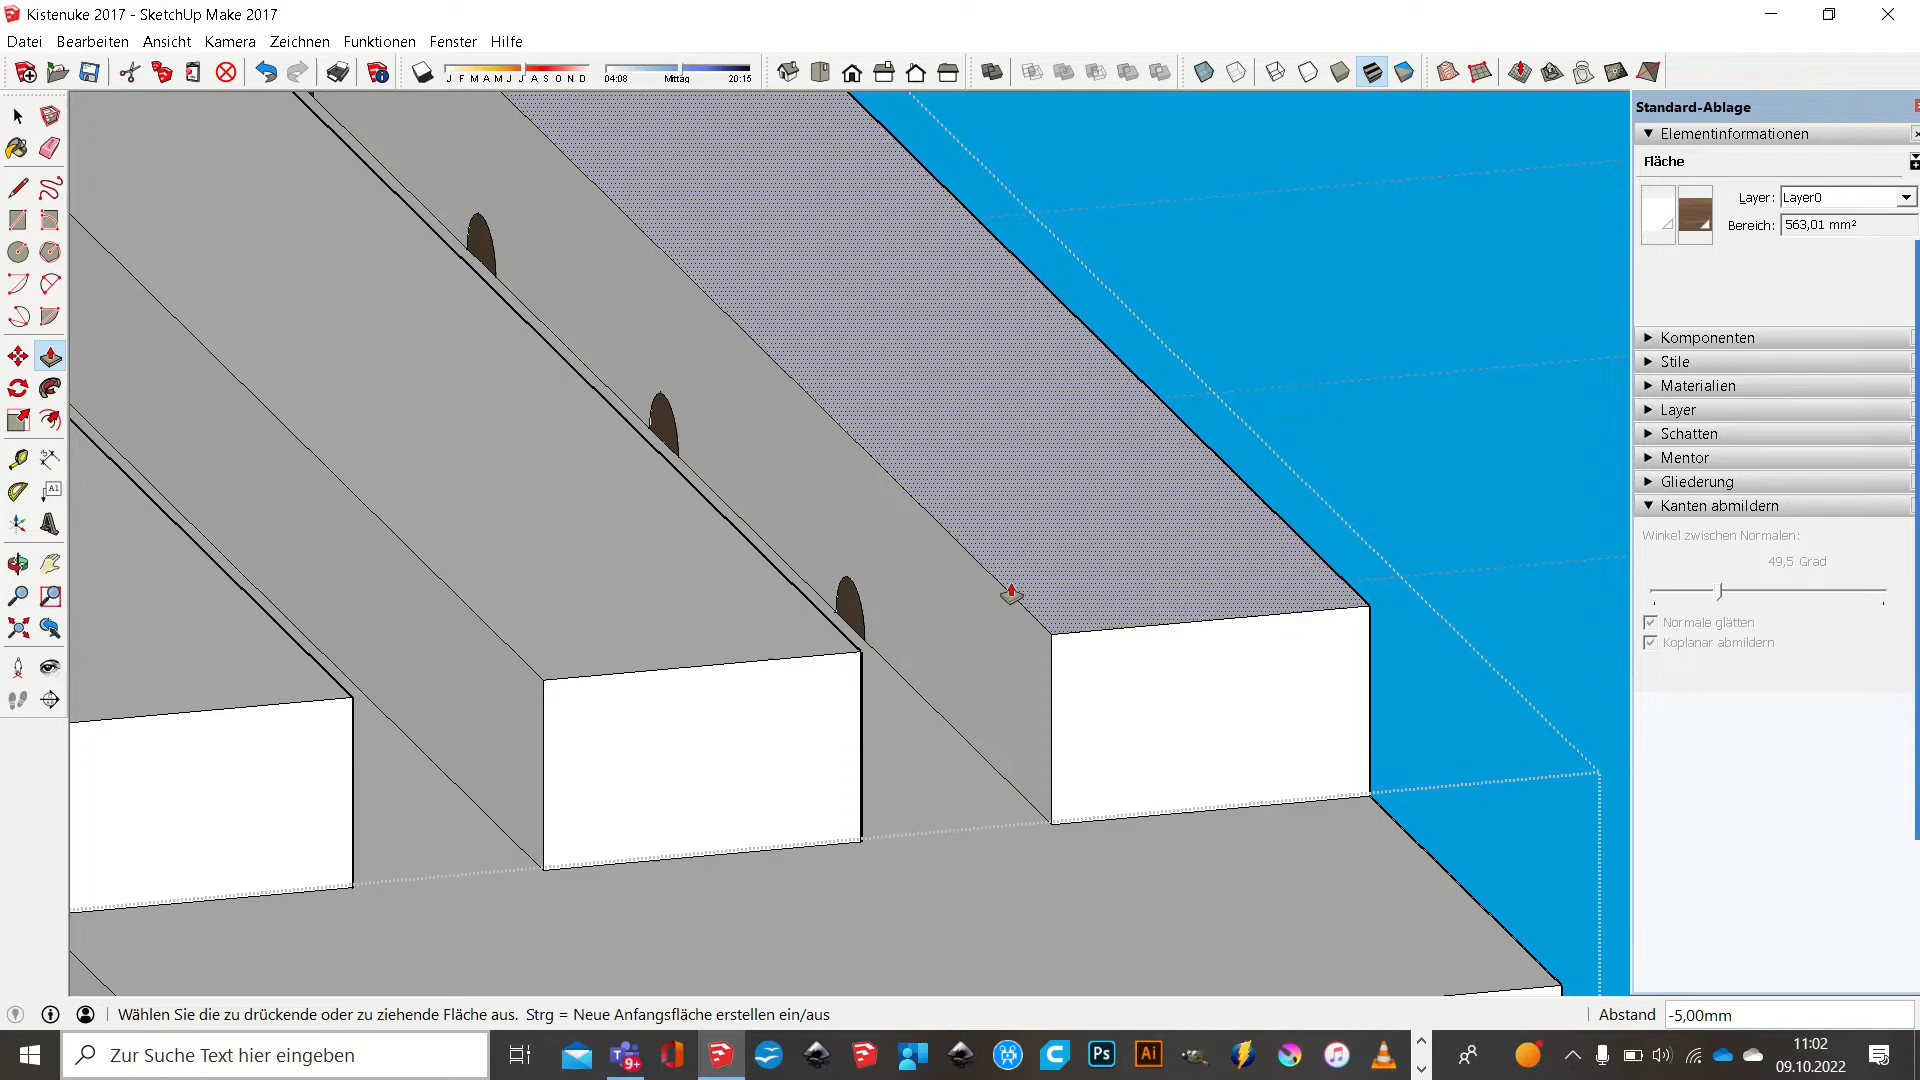 Kistenuke 2017 - SketchUp Make 2017
Datei Bearbeiten Ansicht Kamera Zeichnen Funktionen Fenster Hilfe
J F M A M J J A S O N D 04:08 Mittag 20:15
Standard-Ablage
Elementinformationen
Fläche
Layer: Layer0
Bereich: 563,01 mm²
Komponenten
Stile
Materialien
Layer
Schatten
Mentor
Gliederung
Kanten abmildern
Winkel zwischen Normalen:
49,5 Grad
Normale glätten
Koplanar abmildern
A1
Wählen Sie die zu drückende oder zu ziehende Fläche aus. Strg = Neue Anfangsfläche erstellen ein/aus
Abstand -5,00mm
Zur Suche Text hier eingeben
9+
Ps
Ai
11:02
09.10.2022